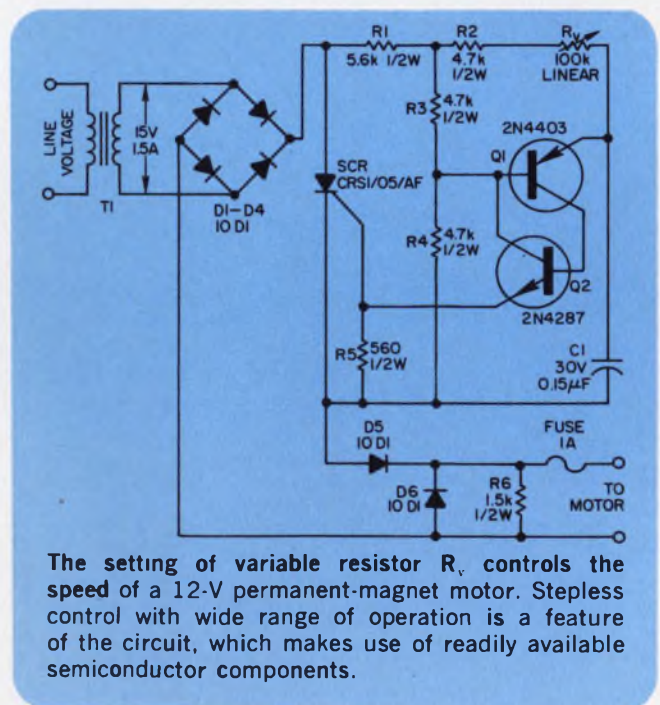 R1
5.6k 1/2W
R2
4.7k
1/2W
Rv
100k
LINEAR
LINE
VOLTAGE
15V
1.5A
T1
D1–D4
10 D1
R3
4.7k
1/2W
SCR
CRS1/05/AF
2N4403
Q1
R4
4.7k
1/2W
Q2
2N4287
R5
560
1/2W
C1
30V
0.15µF
D5
10 D1
FUSE
1A
D6
10 D1
R6
1.5k
1/2W
TO
MOTOR
The setting of variable resistor Rv controls the
speed of a 12-V permanent-magnet motor. Stepless
control with wide range of operation is a feature
of the circuit, which makes use of readily available
semiconductor components.